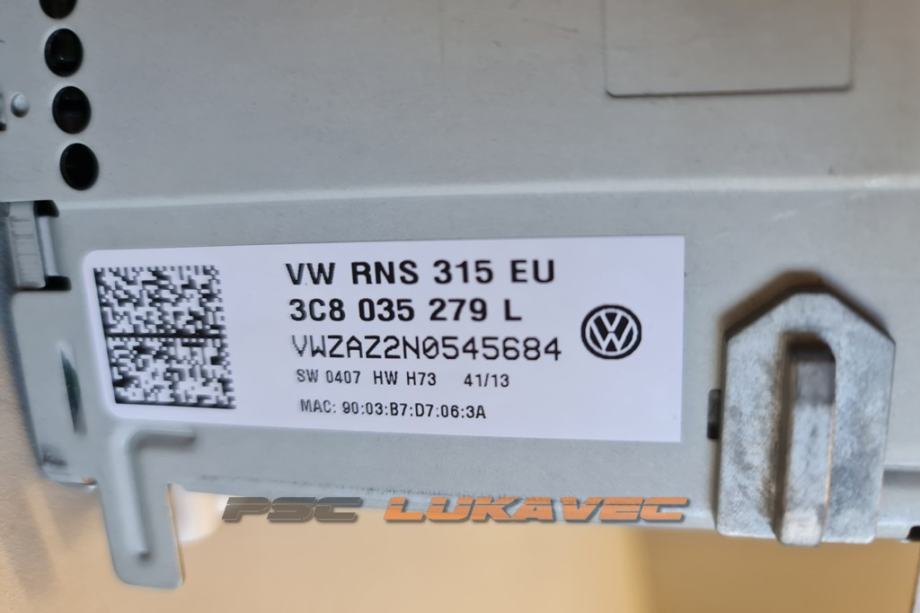 VW RNS 315 EU
3C8 035 279 L
VWZAZ2N0545684
SW 0407 HW H73 41/13
MAC: 90:03:B7:D7:06:3A
PSC LUKAVEC